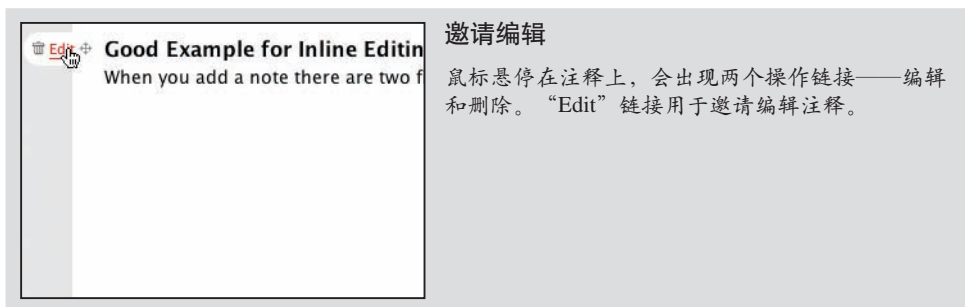 Edit Good Example for Inline Editin
When you add a note there are two f
邀请编辑
鼠标悬停在注释上，会出现两个操作链接——编辑
和删除。“Edit”链接用于邀请编辑注释。